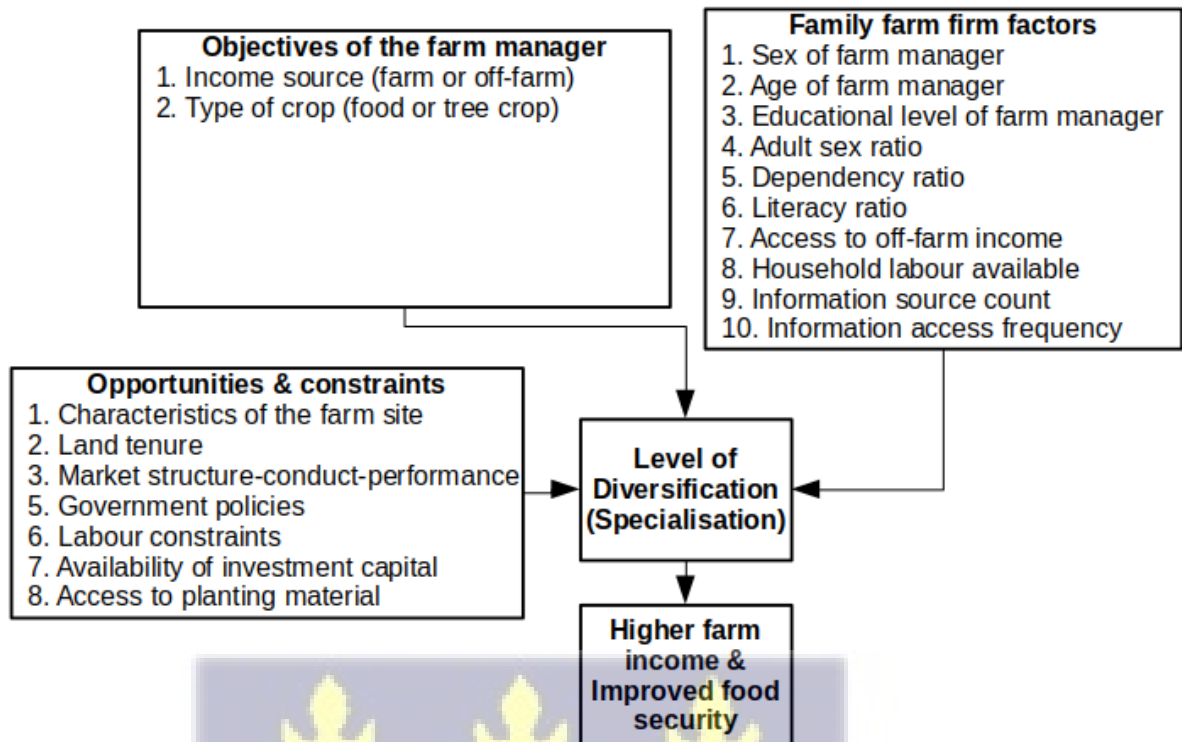 Objectives of the farm manager
1. Income source (farm or off-farm)
2. Type of crop (food or tree crop)
Family farm firm factors
1. Sex of farm manager
2. Age of farm manager
3. Educational level of farm manager
4. Adult sex ratio
5. Dependency ratio
6. Literacy ratio
7. Access to off-farm income
8. Household labour available
9. Information source count
10. Information access frequency
Opportunities & constraints
1. Characteristics of the farm site
2. Land tenure
3. Market structure-conduct-performance
5. Government policies
6. Labour constraints
7. Availability of investment capital
8. Access to planting material
Level of
Diversification
(Specialisation)
Higher farm
income &
Improved food
security